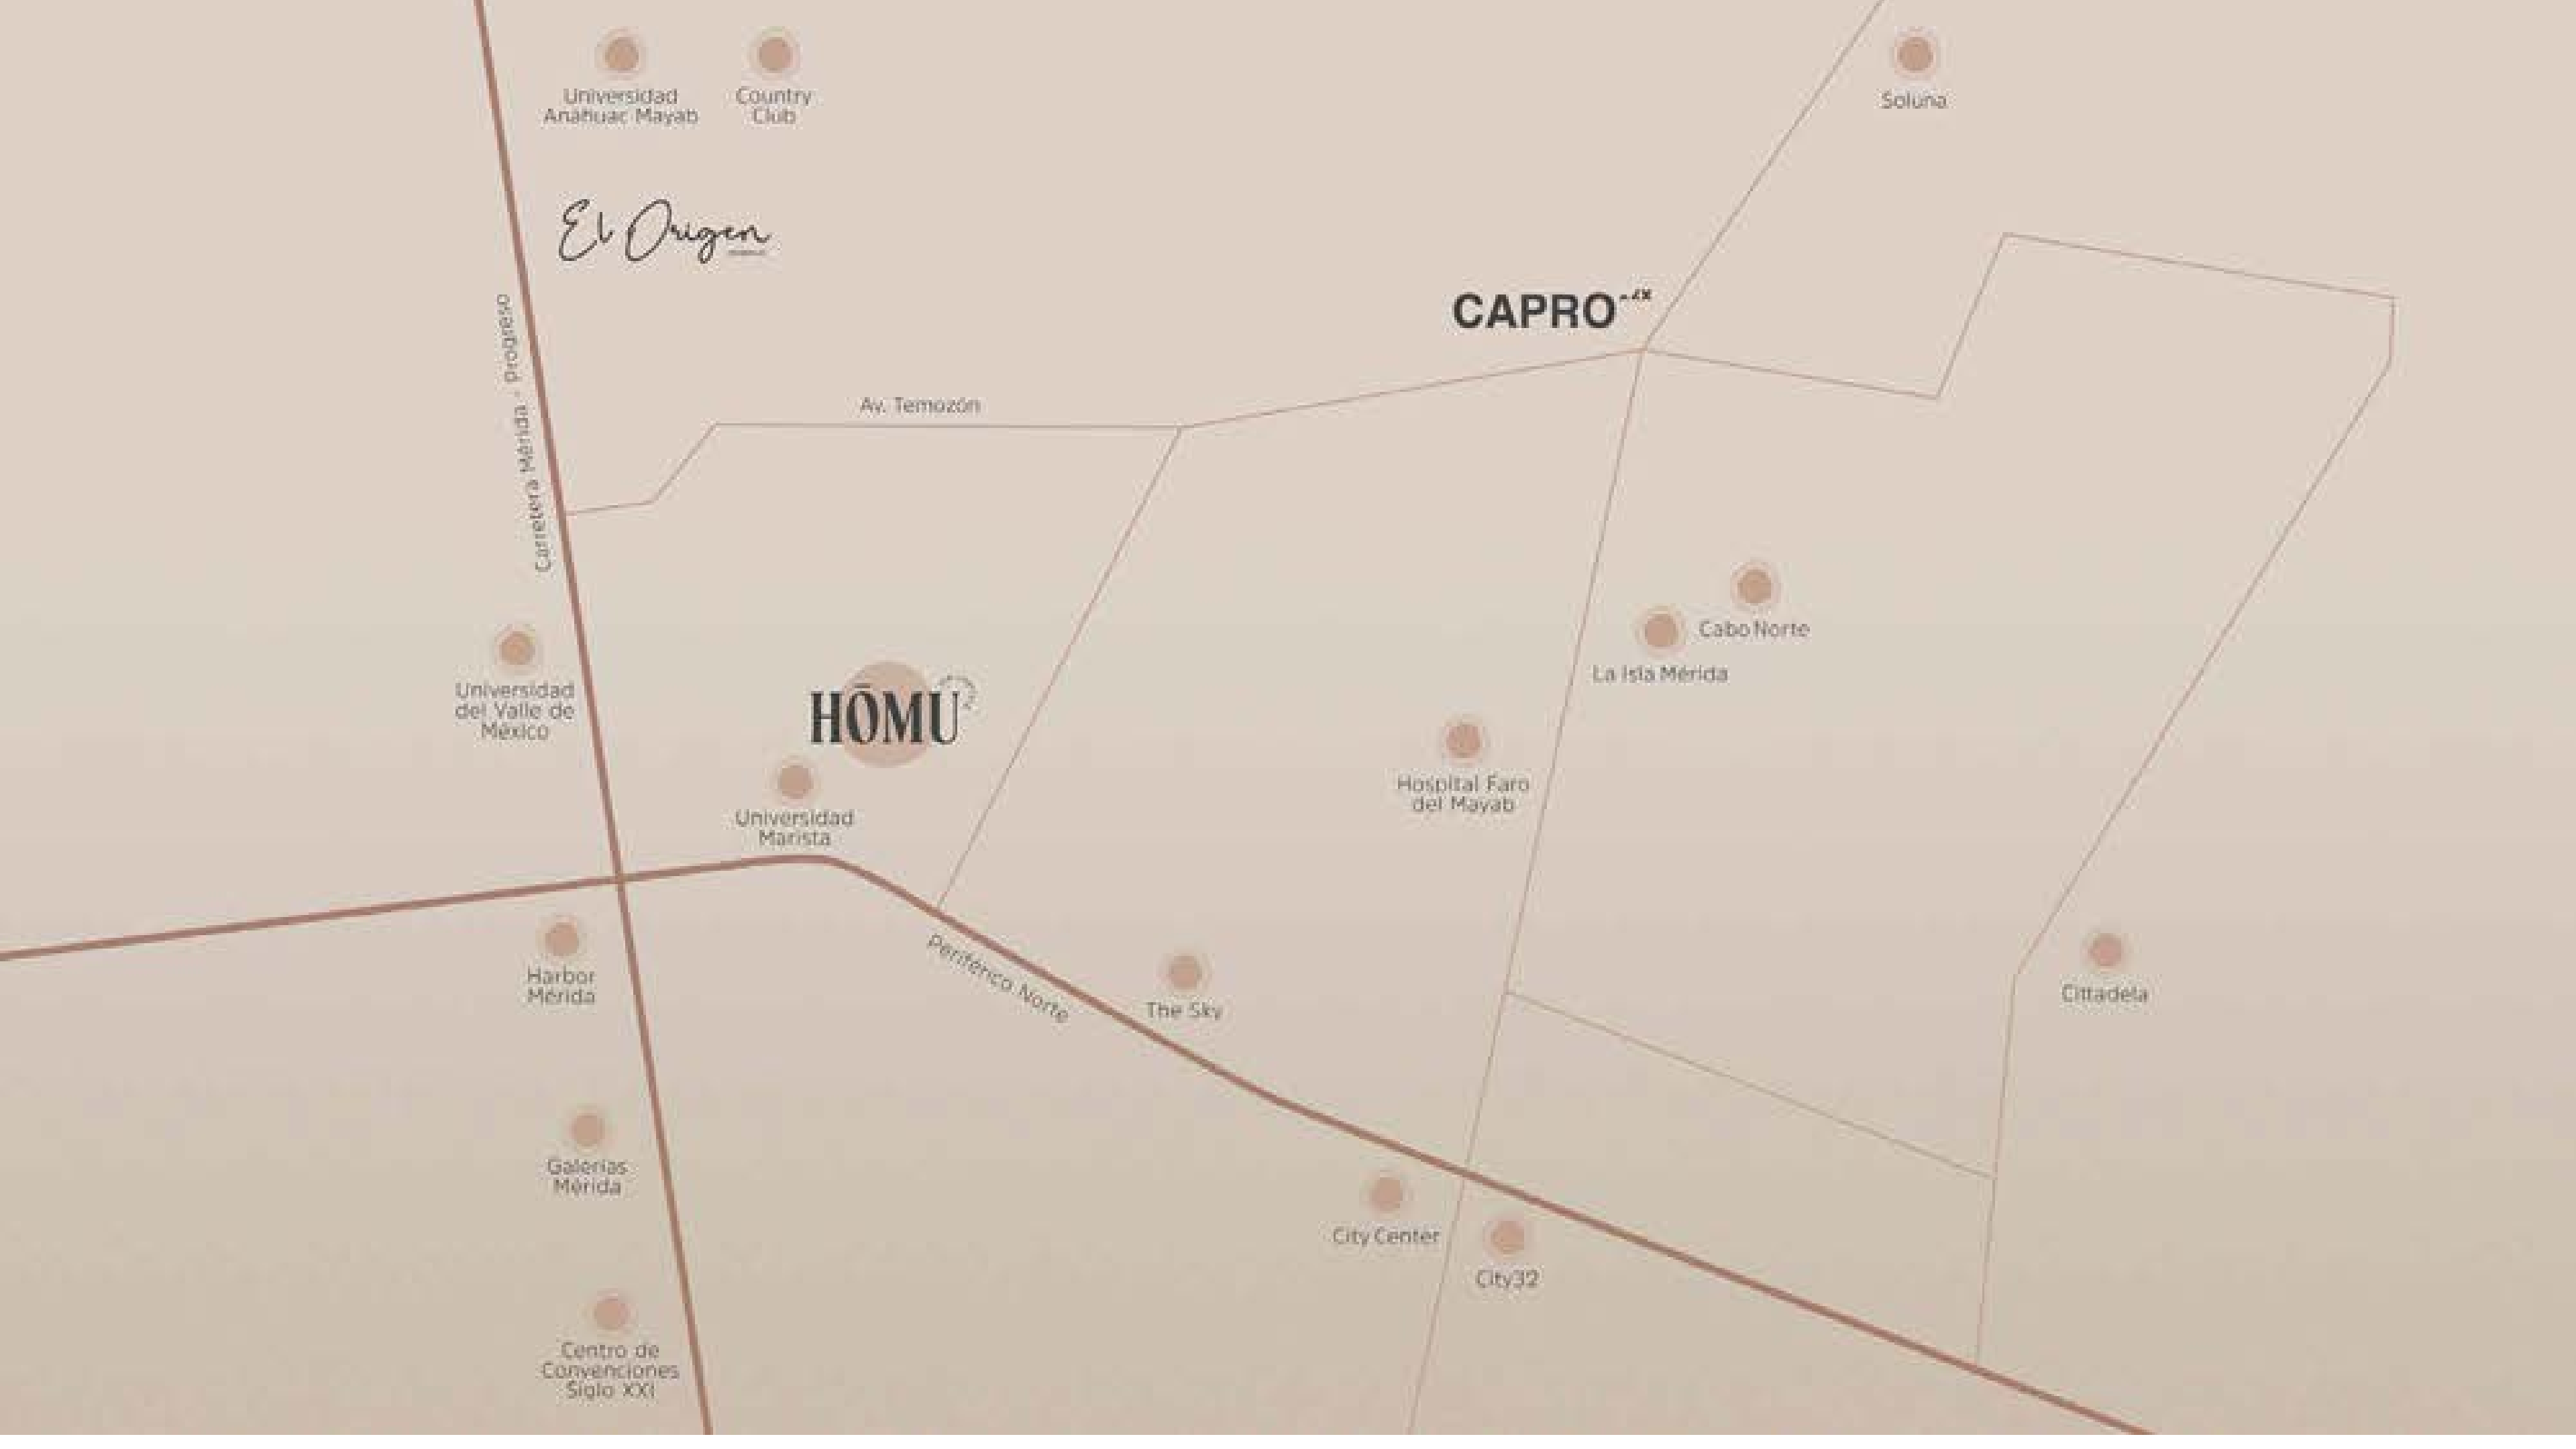 Universidad
Anáhuac Mayab
Country
Club
Soluna
El Origen
CAPRO
Carretera Mérida - Progreso
Av. Temozón
Cabo Norte
La Isla Mérida
Universidad
del Valle de
México
HŌMU
Hospital Faro
del Mayab
Universidad
Marista
Periférico Norte
Harbor
Mérida
The Sky
Cittadela
Galerías
Mérida
City Center
City32
Centro de
Convenciones
Siglo XXI